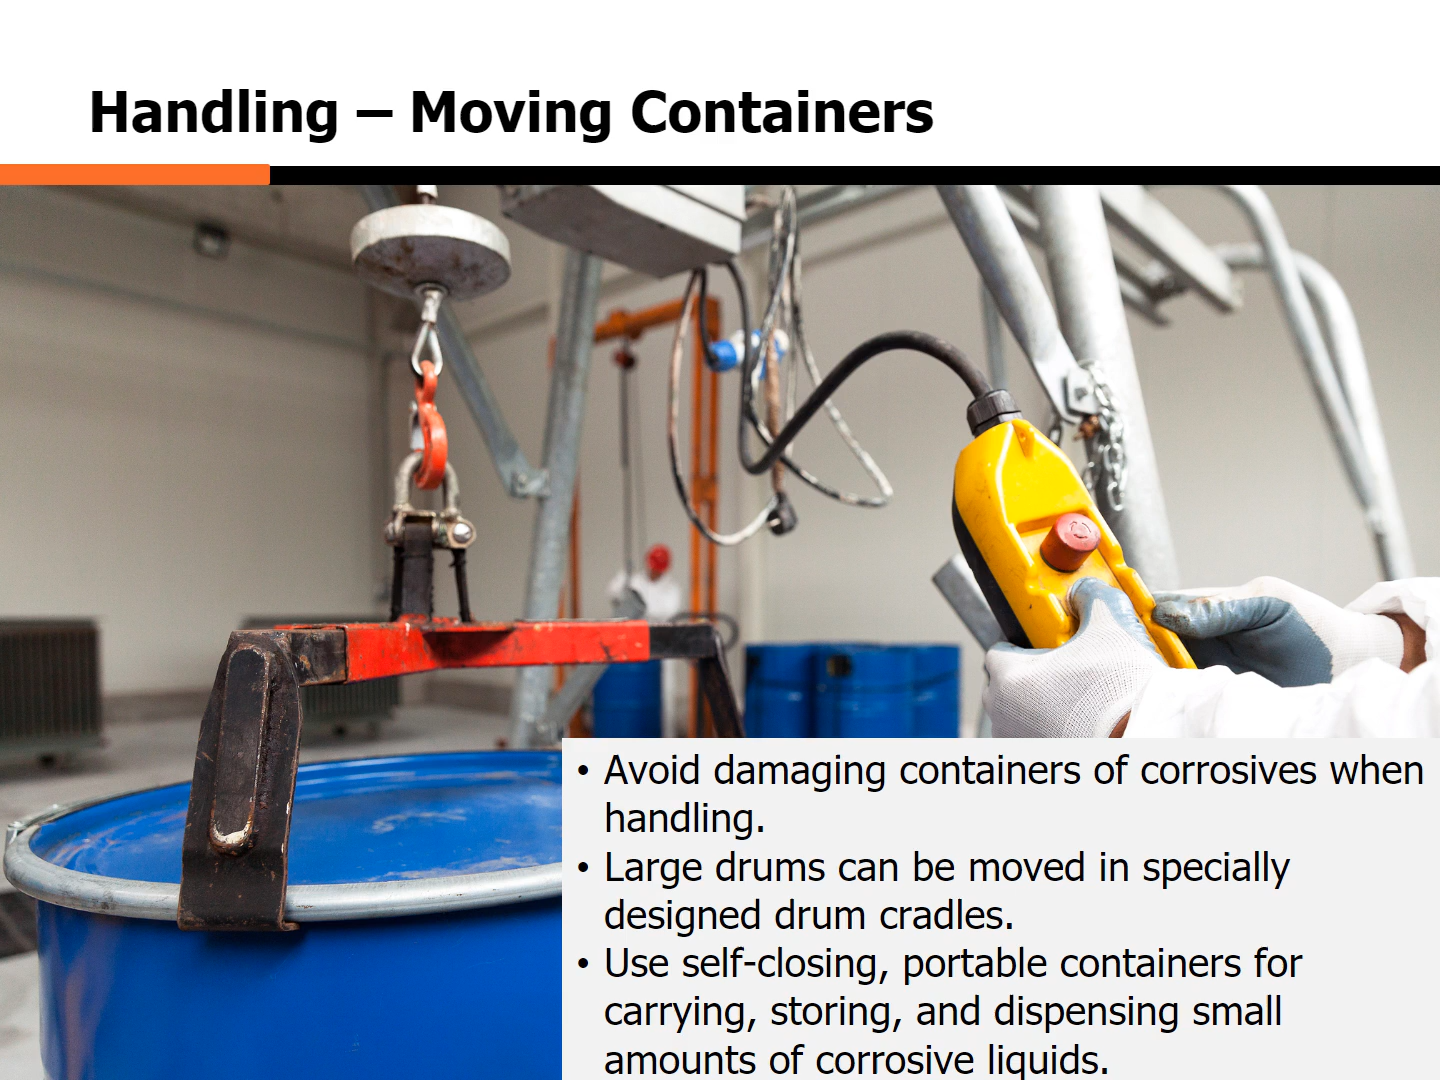 Handling – Moving Containers
• Avoid damaging containers of corrosives when
handling.
• Large drums can be moved in specially
designed drum cradles.
• Use self-closing, portable containers for
carrying, storing, and dispensing small
amounts of corrosive liquids.